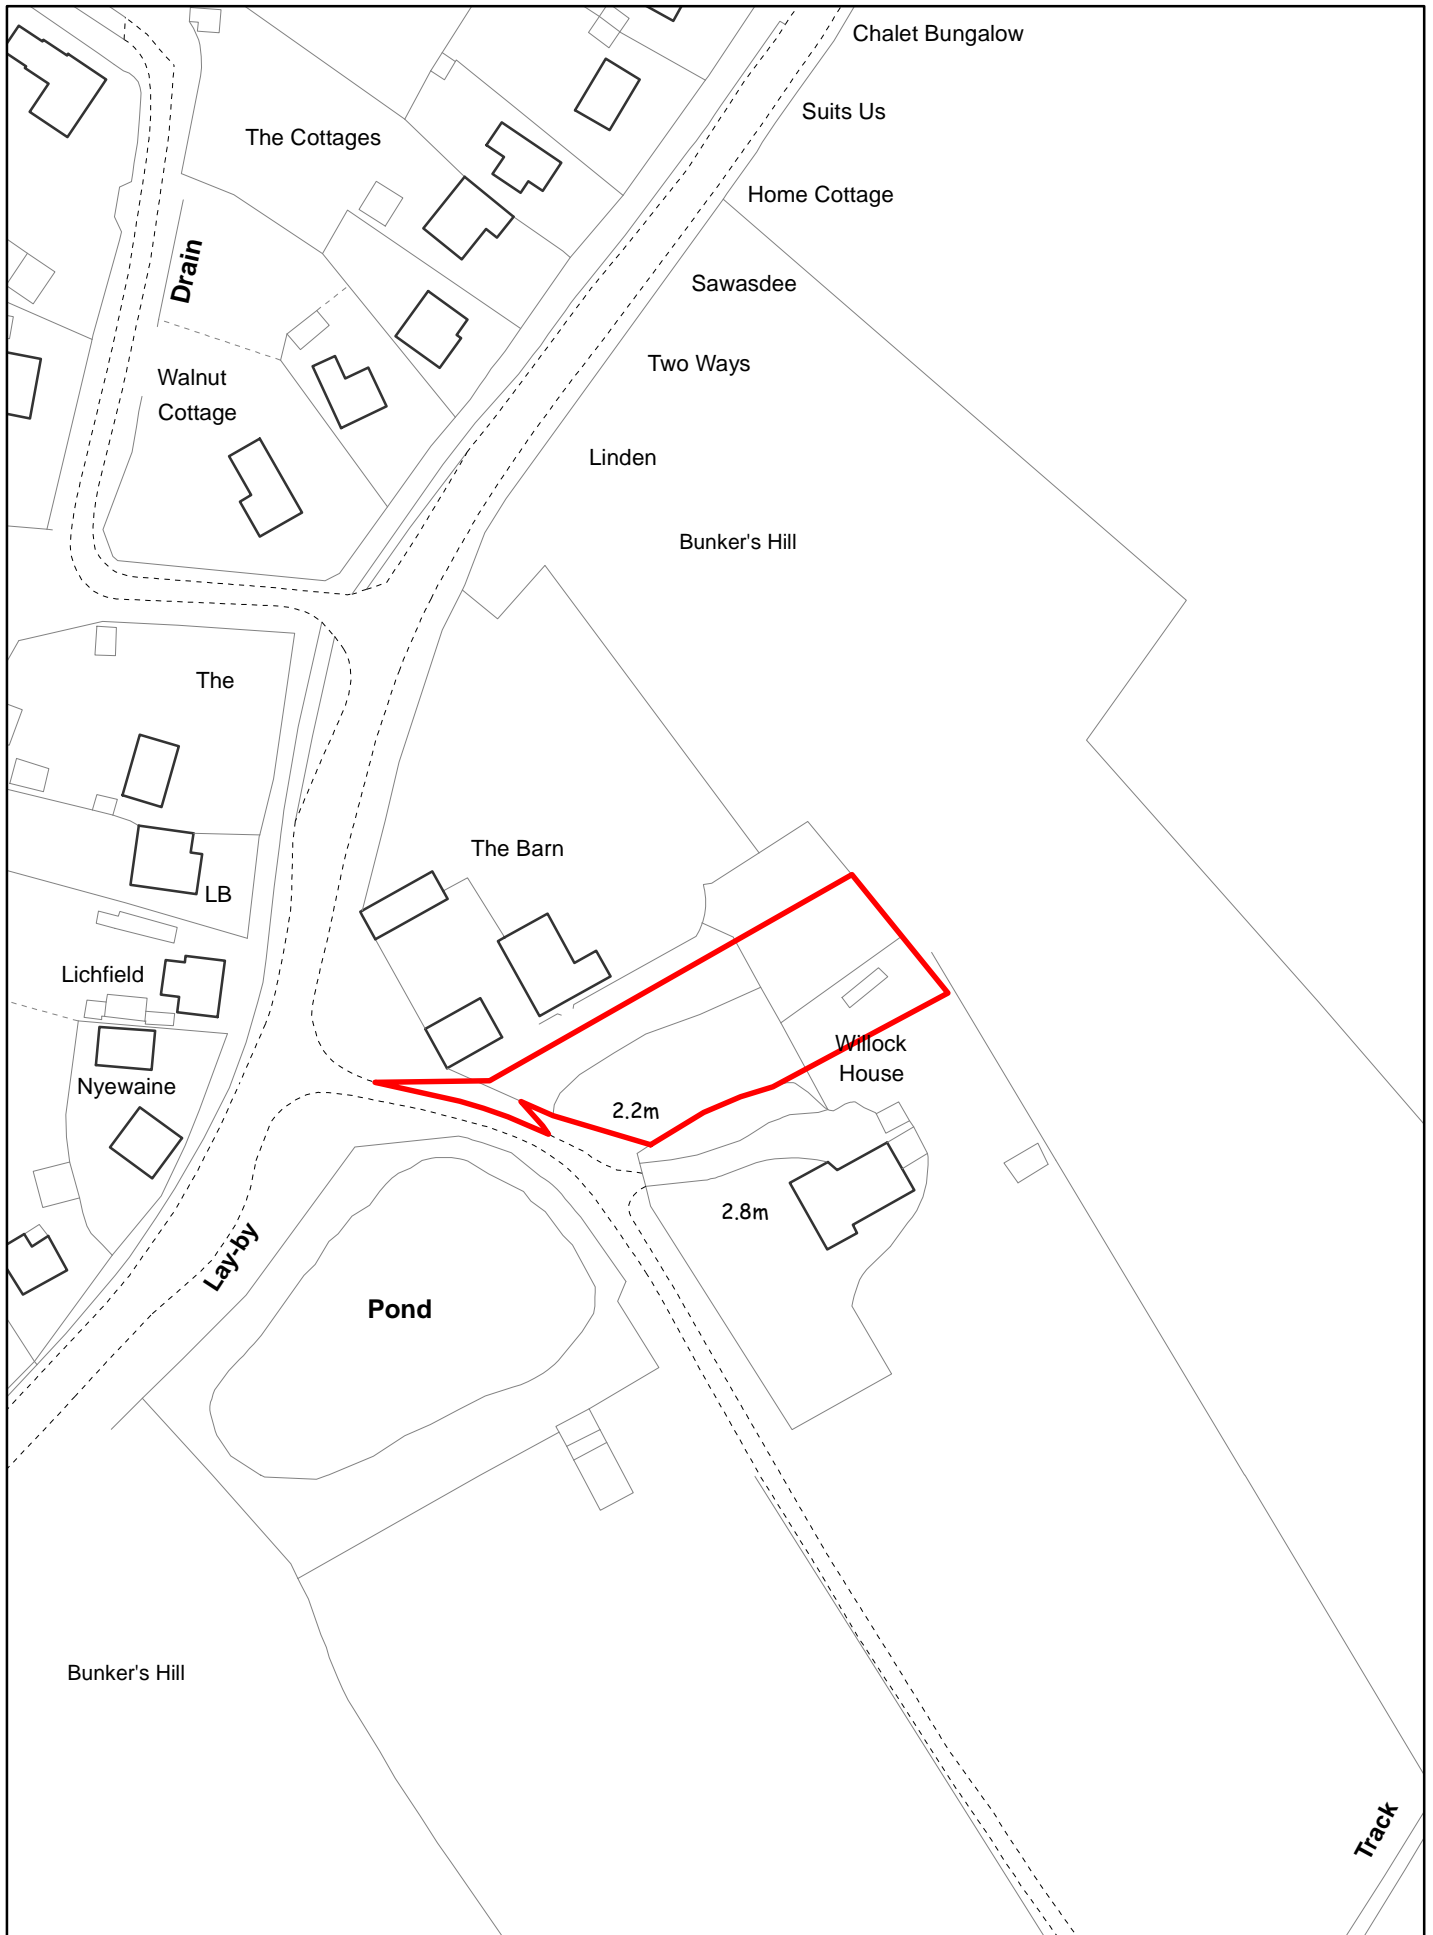 Chalet Bungalow
Suits Us
The Cottages
Home Cottage
Drain
Sawasdee
Two Ways
Walnut
Cottage
Linden
Bunker's Hill
The
The Barn
LB
Lichfield
Willock
House
Nyewaine
2.2m
2.8m
Lay-by
Pond
Bunker's Hill
Track